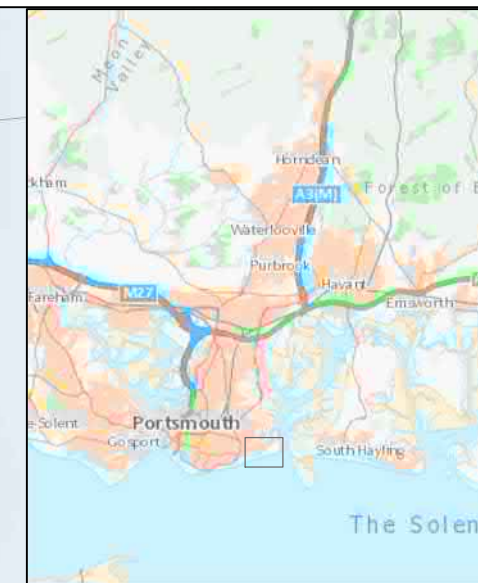 Meon
Valley
Horndean
ckham
A3(M)
Forest of B
Waterlooville
Purbrook
Havant
Fareham
M27
Emsworth
Portsmouth
e-Solent
Gosport
South Hayling
The Solen